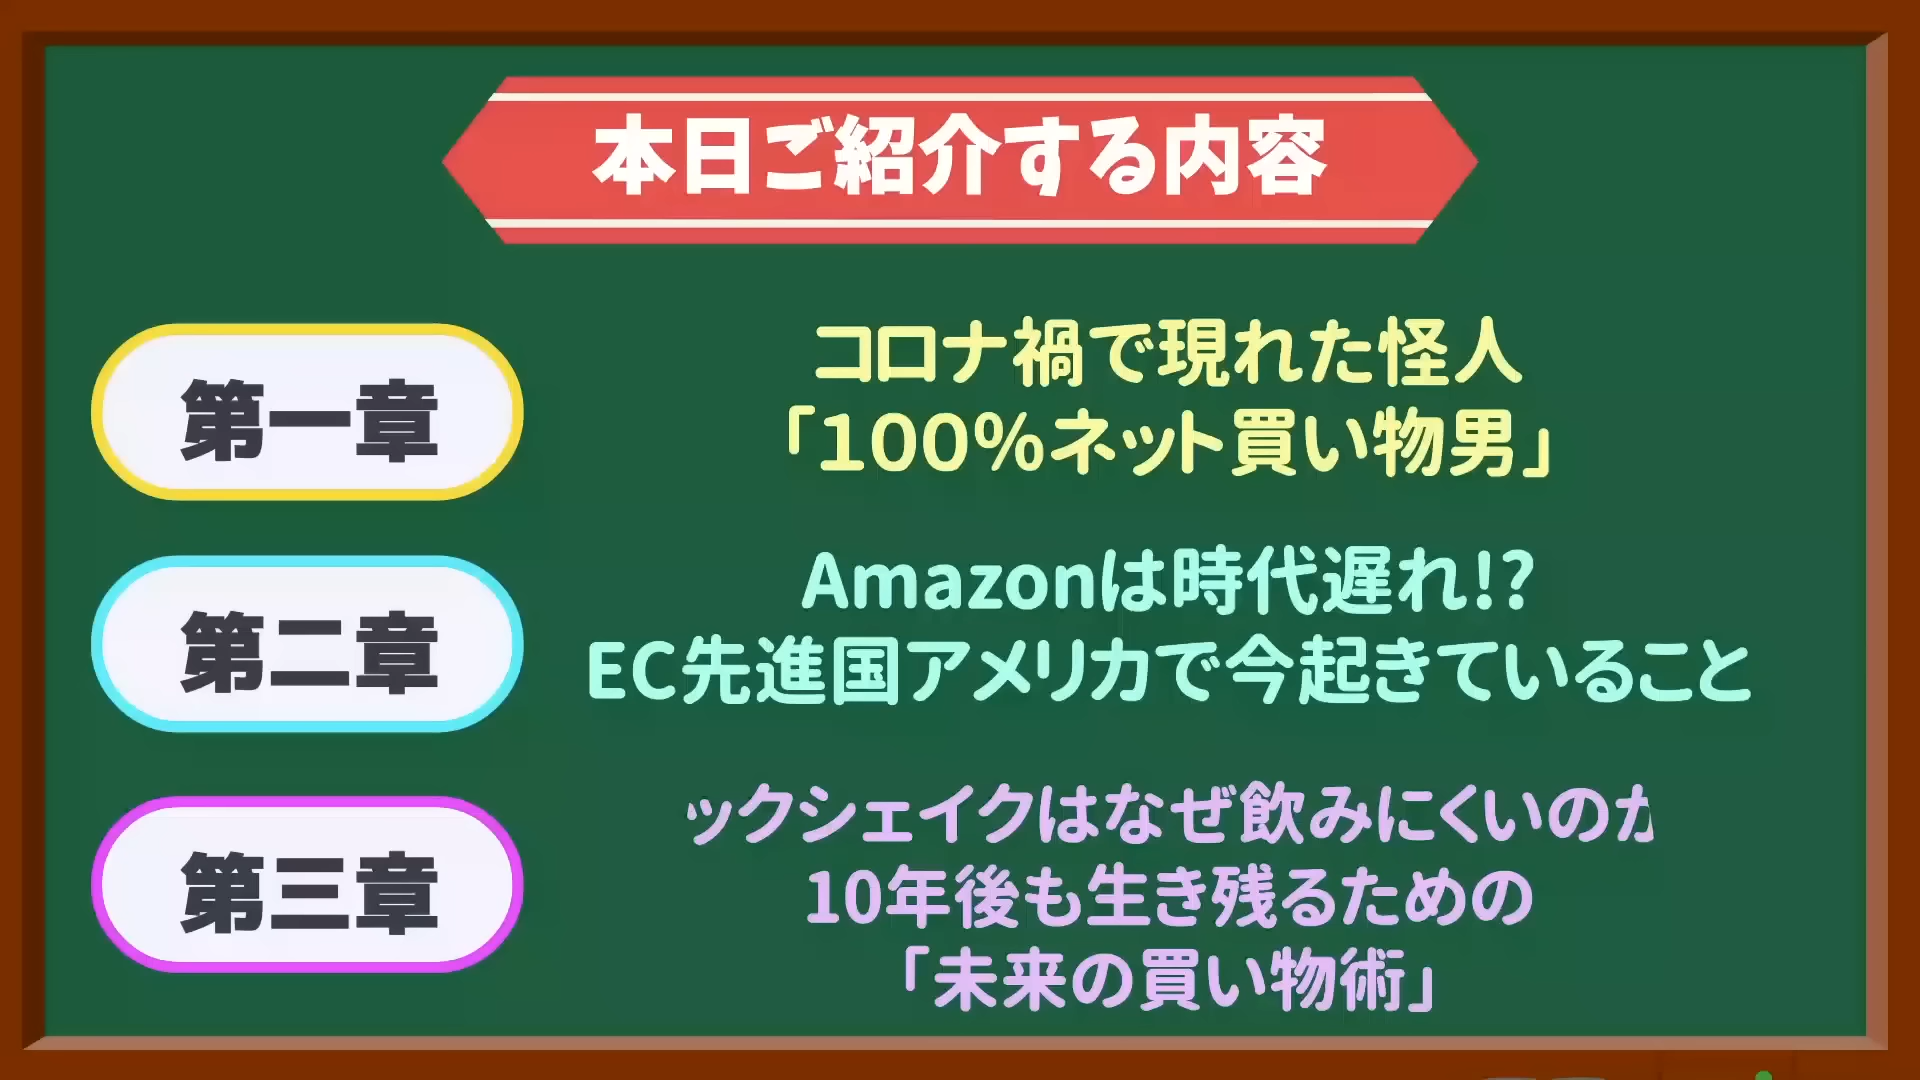 本日ご紹介する内容
第一章
コロナ禍で現れた怪人
「100%ネット買い物男」
第二章
Amazonは時代遅れ!?
EC先進国アメリカで今起きていること
第三章
ックシェイクはなぜ飲みにくいのか
10年後も生き残るための
「未来の買い物術」